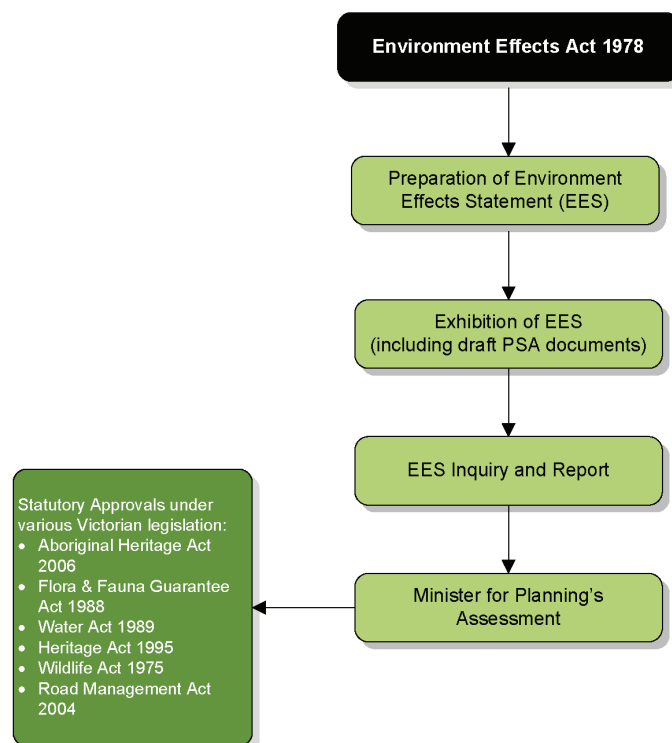 Environment Effects Act 1978
Preparation of Environment
Effects Statement (EES)
Exhibition of EES
(including draft PSA documents)
EES Inquiry and Report
Minister for Planning's
Assessment
Statutory Approvals under
various Victorian legislation:
• Aboriginal Heritage Act
2006
• Flora & Fauna Guarantee
Act 1988
• Water Act 1989
• Heritage Act 1995
• Wildlife Act 1975
• Road Management Act
2004